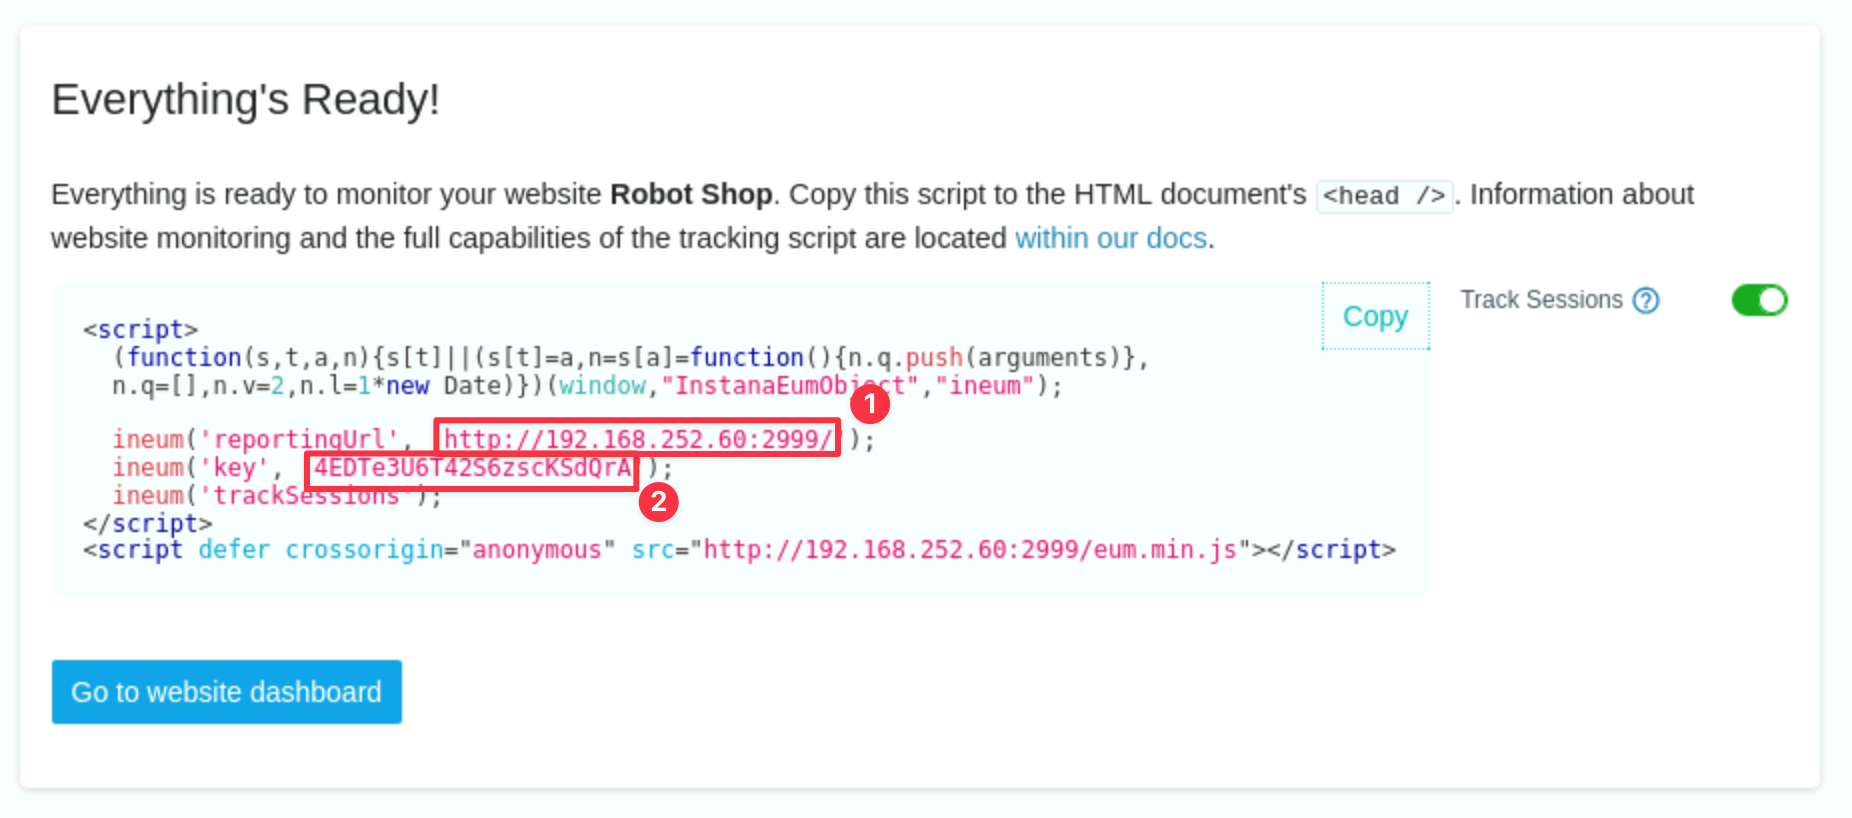 Everything's Ready!
Everything is ready to monitor your website Robot Shop. Copy this script to the HTML document's <head />. Information about
website monitoring and the full capabilities of the tracking script are located within our docs.
Copy
Track Sessions ?
<script>
  (function(s,t,a,n){s[t]||(s[t]=a,n=s[a]=function(){n.q.push(arguments)},
  n.q=[],n.v=2,n.l=1*new Date)})(window,"InstanaEumObject","ineum");
1
  ineum('reportingUrl', 'http://192.168.252.60:2999/');
  ineum('key', '4EDTe3U6T42S6zscKSdQrA');
  ineum('trackSessions');
2
</script>
<script defer crossorigin="anonymous" src="http://192.168.252.60:2999/eum.min.js"></script>
Go to website dashboard